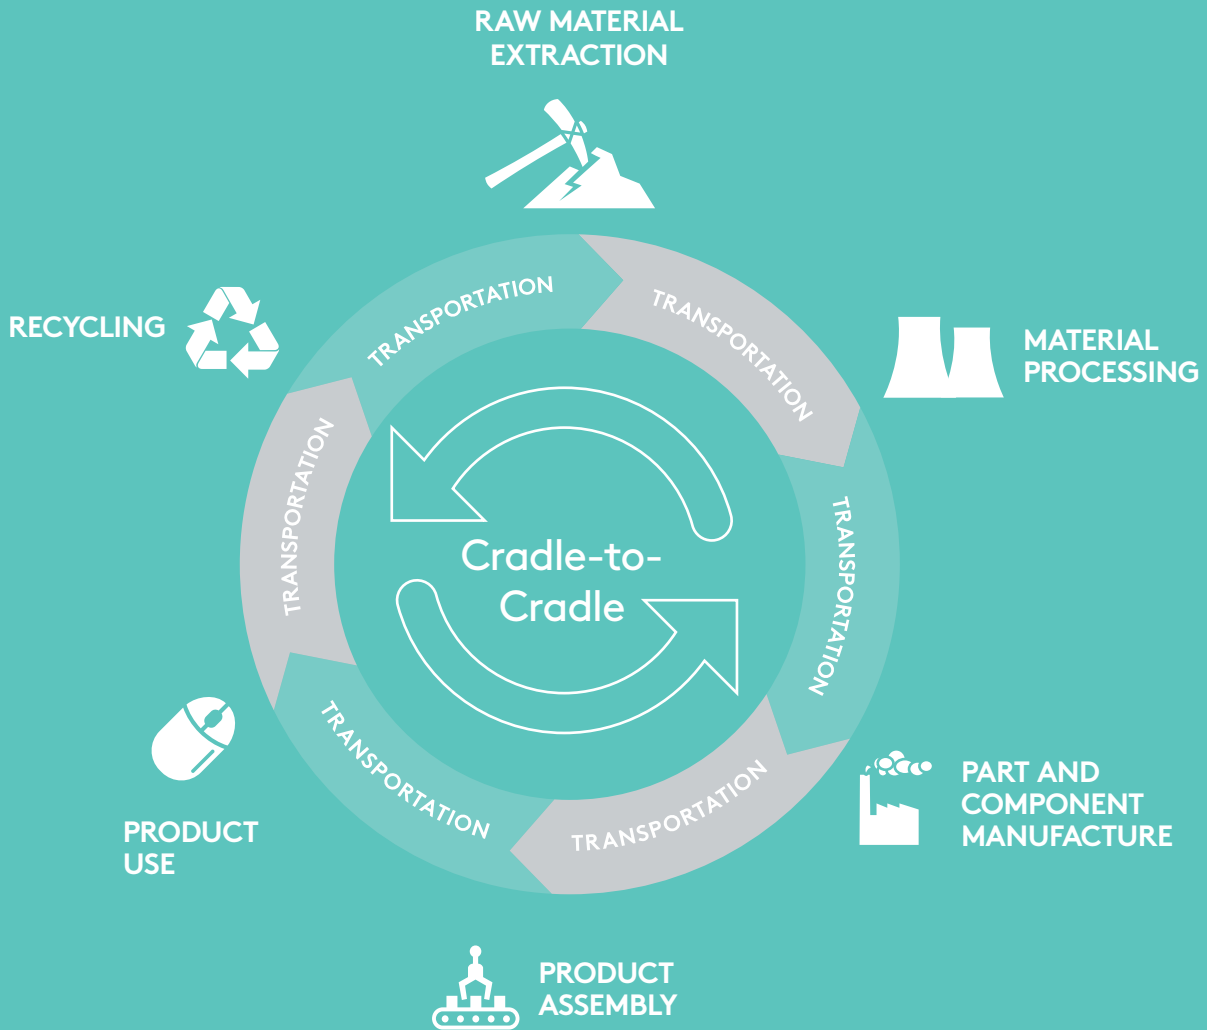 RAW MATERIAL
EXTRACTION
TRANSPORTATION
MATERIAL
PROCESSING
TRANSPORTATION
PART AND
COMPONENT
MANUFACTURE
TRANSPORTATION
PRODUCT
ASSEMBLY
TRANSPORTATION
PRODUCT
USE
TRANSPORTATION
RECYCLING
TRANSPORTATION
Cradle-to-
Cradle